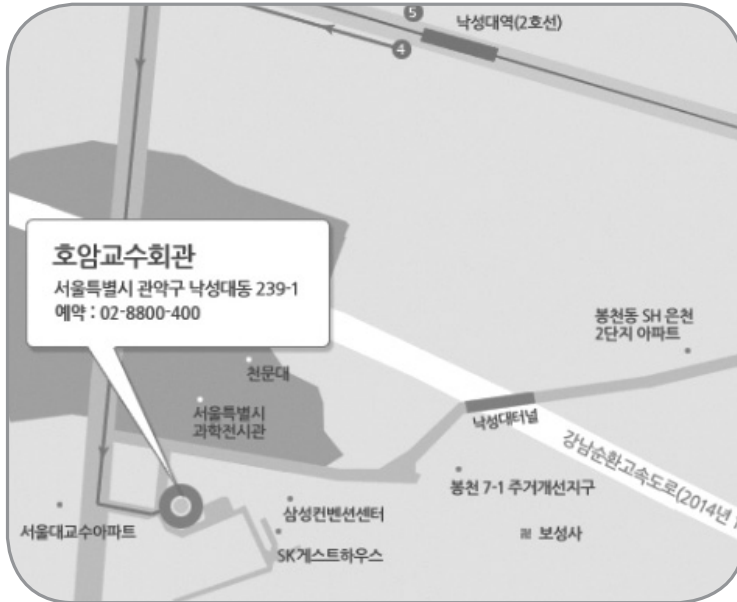 5
낙성대역(2호선)
4
호암교수회관
서울특별시 관악구 낙성대동 239-1
예약 : 02-8800-400
봉천동 SH 은천
2단지 아파트
천문대
서울특별시
과학전시관
낙성대터널
강남순환고속도로(2014년
봉천 7-1 주거개선지구
삼성컨벤션센터
서울대교수아파트
보성사
SK게스트하우스